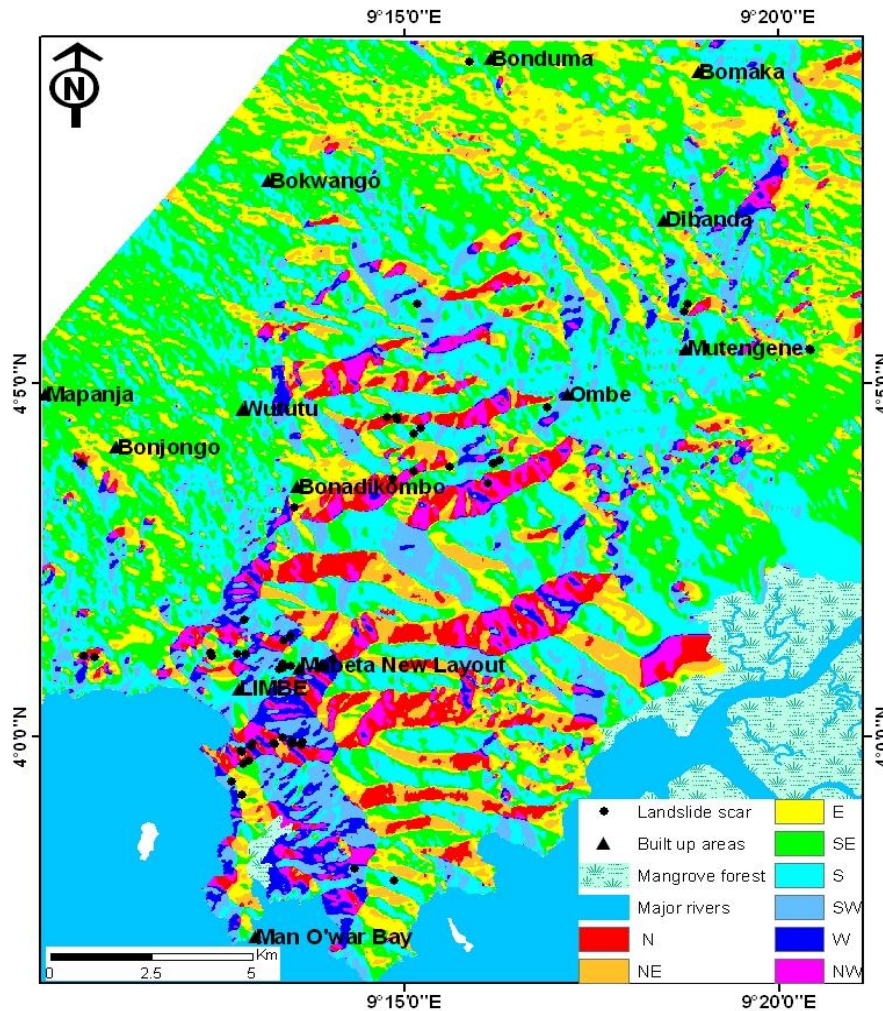 9°15'0"E 9°20'0"E
N
Bonduma
Bomaka
Bokwango
Dibanda
4°5'0"N
Mutengene
4°5'0"N
Mapanja
Wututu
Ombe
Bonjongo
Bonadikombo
Mabeta New Layout
LIMBE
4°0'0"N
4°0'0"N
Landslide scar
E
Built up areas
SE
Mangrove forest
S
Major rivers
SW
N
W
NE
NW
Man O'war Bay
Km
0 2.5 5
9°15'0"E 9°20'0"E